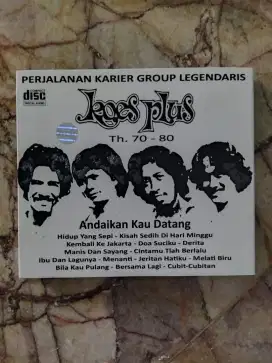 PERJALANAN KARIER GROUP LEGENDARIS
disc
Koes plus
Th. 70 - 80
Andaikan Kau Datang
Hidup Yang Sepi - Kisah Sedih Di Hari Minggu
Kembali Ke Jakarta - Doa Suciku - Derita
Manis Dan Sayang - Cintamu Tlah Berlalu
Ibu Dan Lagunya - Menanti - Jeritan Hatiku - Melati Biru
Bila Kau Pulang - Bersama Lagi - Cubit-Cubitan